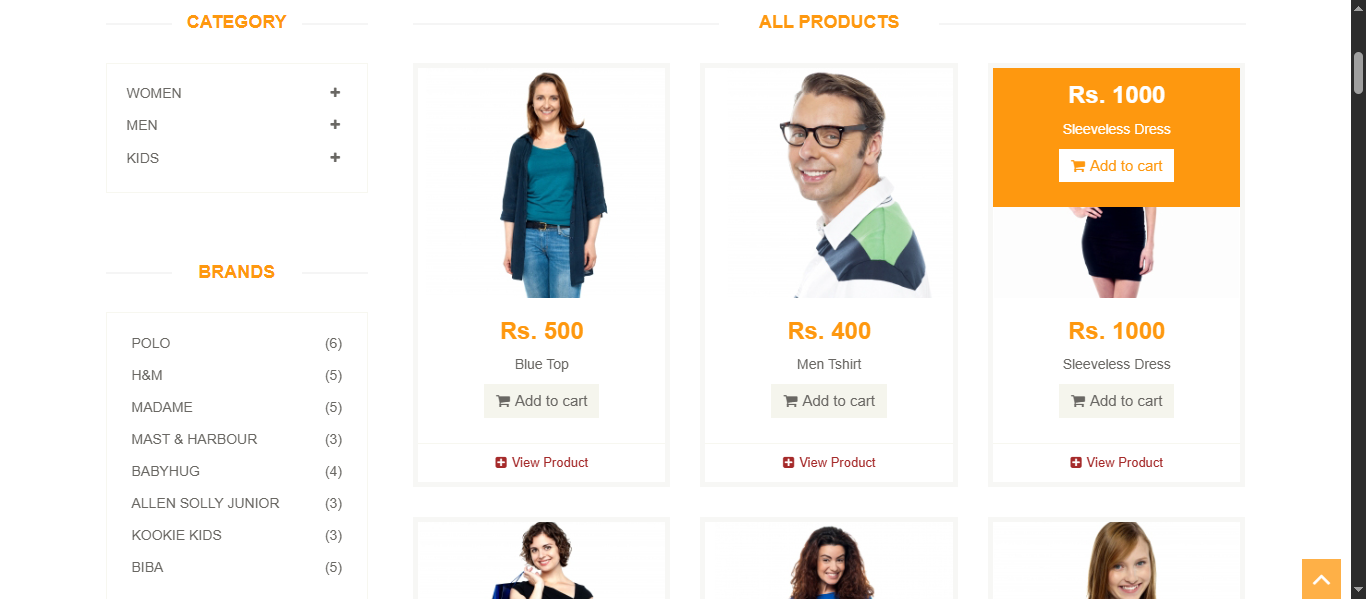 CATEGORY
WOMEN
MEN
KIDS
BRANDS
POLO (6)
H&M (5)
MADAME (5)
MAST & HARBOUR (3)
BABYHUG (4)
ALLEN SOLLY JUNIOR (3)
KOOKIE KIDS (3)
BIBA (5)
ALL PRODUCTS
Rs. 500
Blue Top
Add to cart
View Product
Rs. 400
Men Tshirt
Add to cart
View Product
Rs. 1000
Sleeveless Dress
Add to cart
Rs. 1000
Sleeveless Dress
Add to cart
View Product